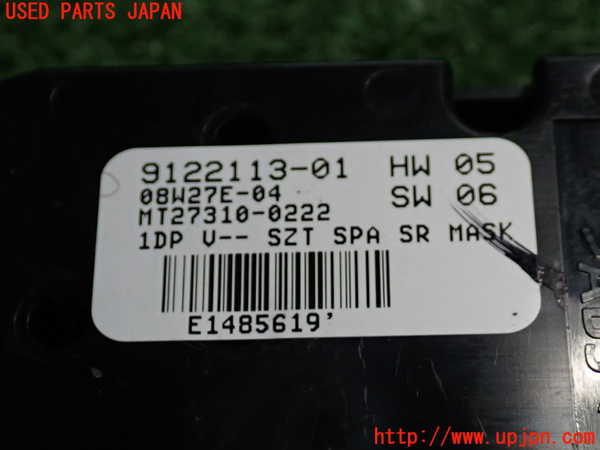 USED PARTS JAPAN
9122113-01 HW 05
08W27E-04 SW 06
MT27310-0222
1DP V-- SZT SPA SR MASK
E1485619'
ABS
http://www.upjpn.com/